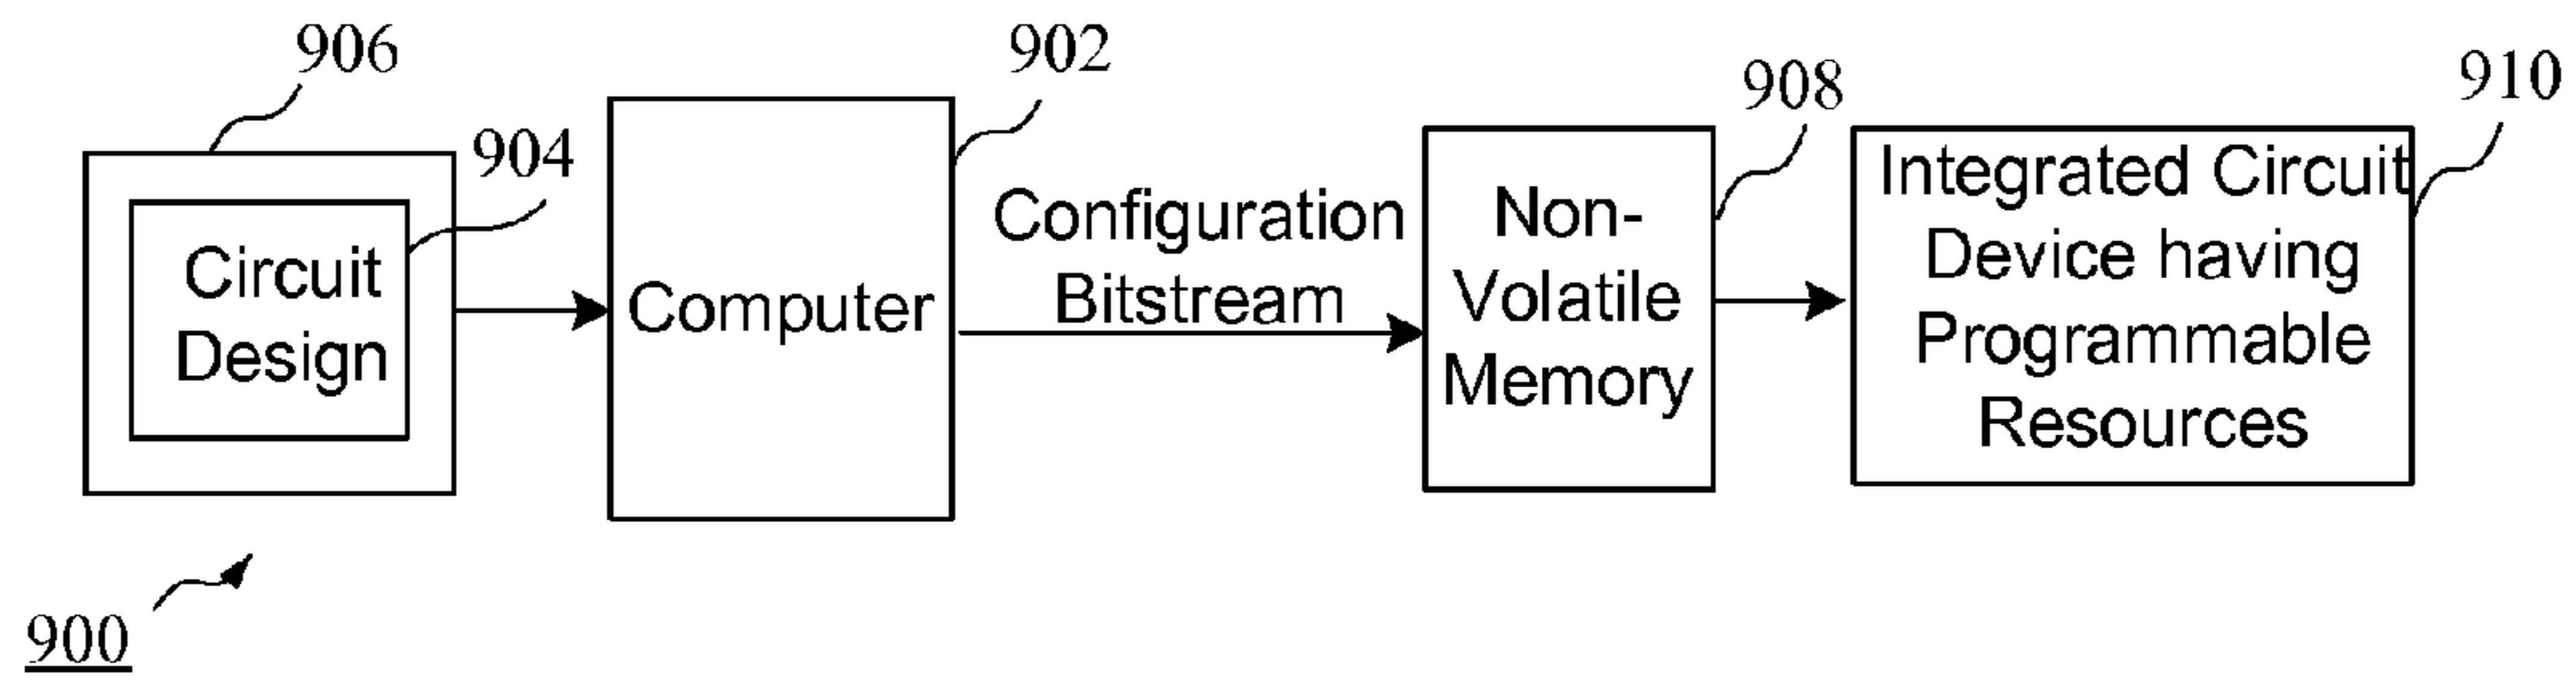 906
902
908
910
904
Circuit
Design
Computer
Configuration
Bitstream
Non-
Volatile
Memory
Integrated Circuit
Device having
Programmable
Resources
900